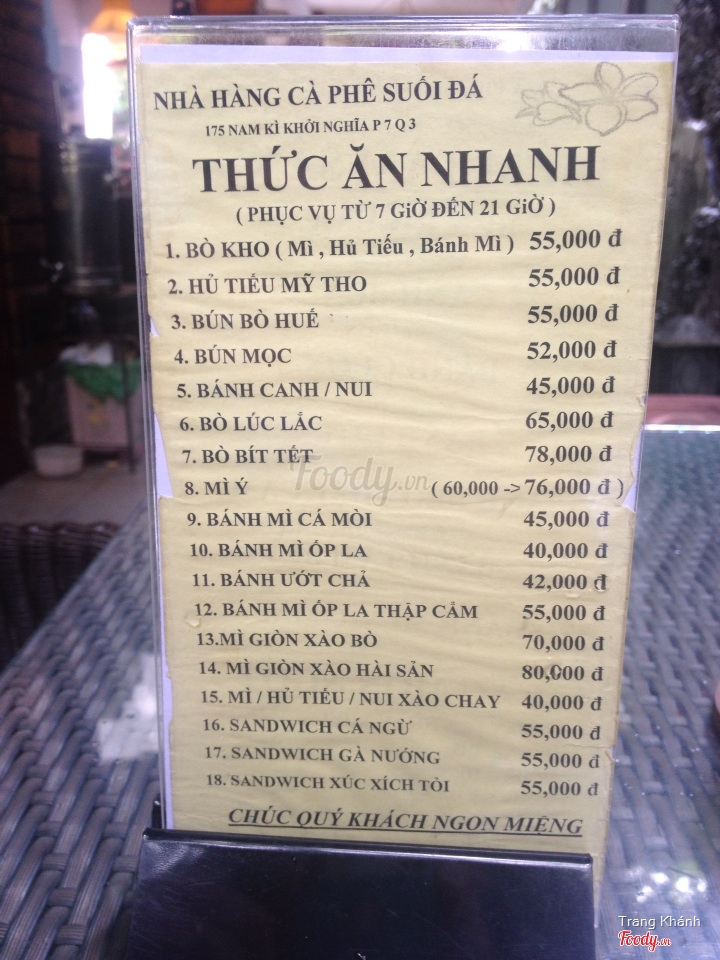 NHÀ HÀNG CÀ PHÊ SUỐI ĐÁ
175 NAM KÌ KHỞI NGHĨA P 7 Q 3
THỨC ĂN NHANH
( PHỤC VỤ TỪ 7 GIỜ ĐẾN 21 GIỜ )
1. BÒ KHO ( Mì , Hủ Tiếu , Bánh Mì ) 55,000 đ
2. HỦ TIẾU MỸ THO 55,000 đ
3. BÚN BÒ HUẾ 55,000 đ
4. BÚN MỌC 52,000 đ
5. BÁNH CANH / NUI 45,000 đ
6. BÒ LÚC LẮC 65,000 đ
7. BÒ BÍT TẾT 78,000 đ
8. MÌ Ý ( 60,000 -> 76,000 đ )
9. BÁNH MÌ CÁ MÒI 45,000 đ
10. BÁNH MÌ ỐP LA 40,000 đ
11. BÁNH ƯỚT CHẢ 42,000 đ
12. BÁNH MÌ ỐP LA THẬP CẨM 55,000 đ
13.MÌ GIÒN XÀO BÒ 70,000 đ
14. MÌ GIÒN XÀO HẢI SẢN 80,000 đ
15. MÌ / HỦ TIẾU / NUI XÀO CHAY 40,000 đ
16. SANDWICH CÁ NGỪ 55,000 đ
17. SANDWICH GÀ NƯỚNG 55,000 đ
18. SANDWICH XÚC XÍCH TỎI 55,000 đ
CHÚC QUÝ KHÁCH NGON MIỆNG
Foody.vn
Trang Khánh
Foody.vn